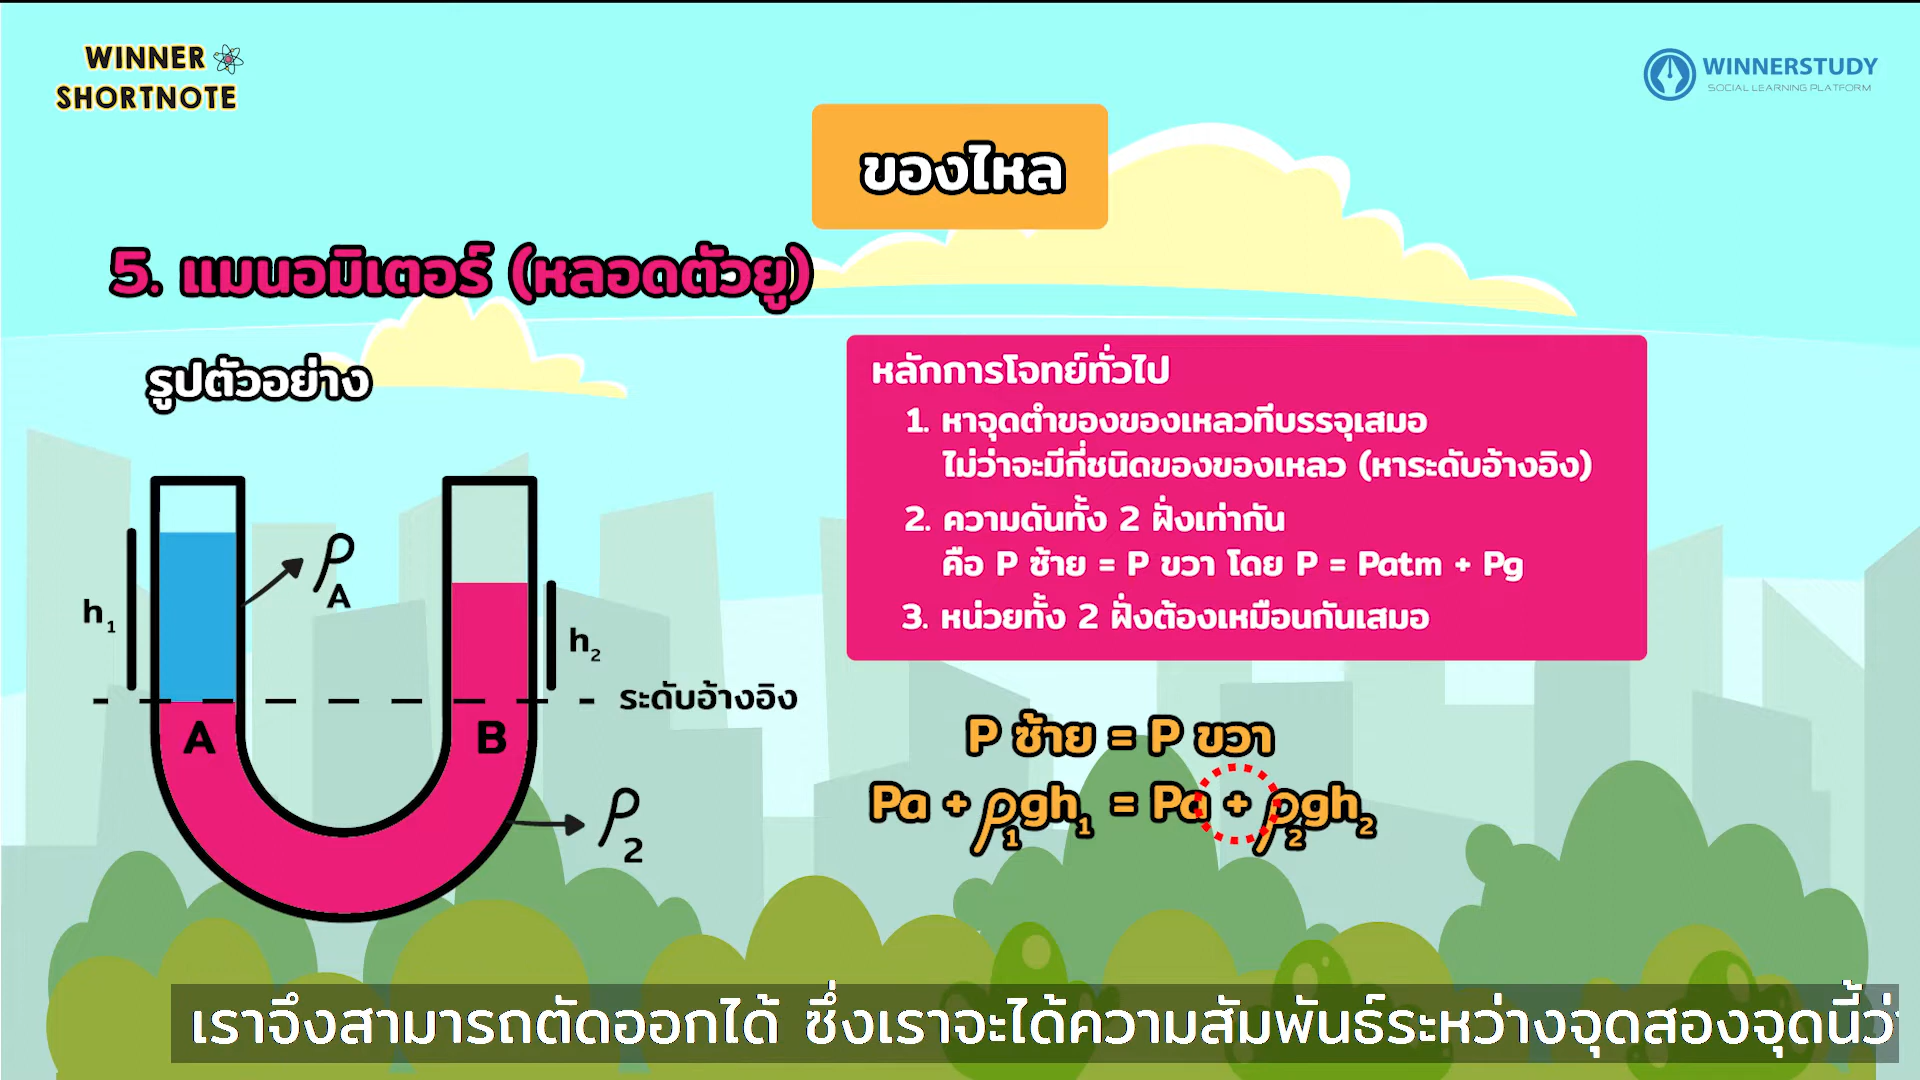 WINNER
SHORTNOTE
WINNERSTUDY
SOCIAL LEARNING PLATFORM
ของไหล
5. แมนอมิเตอร์ (หลอดตัวยู)
รูปตัวอย่าง
หลักการโจทย์ทั่วไป
1. หาจุดต่ำของของเหลวที่บรรจุเสมอ
ไม่ว่าจะมีกี่ชนิดของของเหลว (หาระดับอ้างอิง)
2. ความดันทั้ง 2 ฝั่งเท่ากัน
คือ P ซ้าย = P ขวา โดย P = Patm + Pg
3. หน่วยทั้ง 2 ฝั่งต้องเหมือนกันเสมอ
h₁
ρA
h₂
ระดับอ้างอิง
A
B
ρ2
P ซ้าย = P ขวา
Pa + ρ₁gh₁ = Pa + ρ₂gh₂
เราจึงสามารถตัดออกได้ ซึ่งเราจะได้ความสัมพันธ์ระหว่างจุดสองจุดนี้ว่า